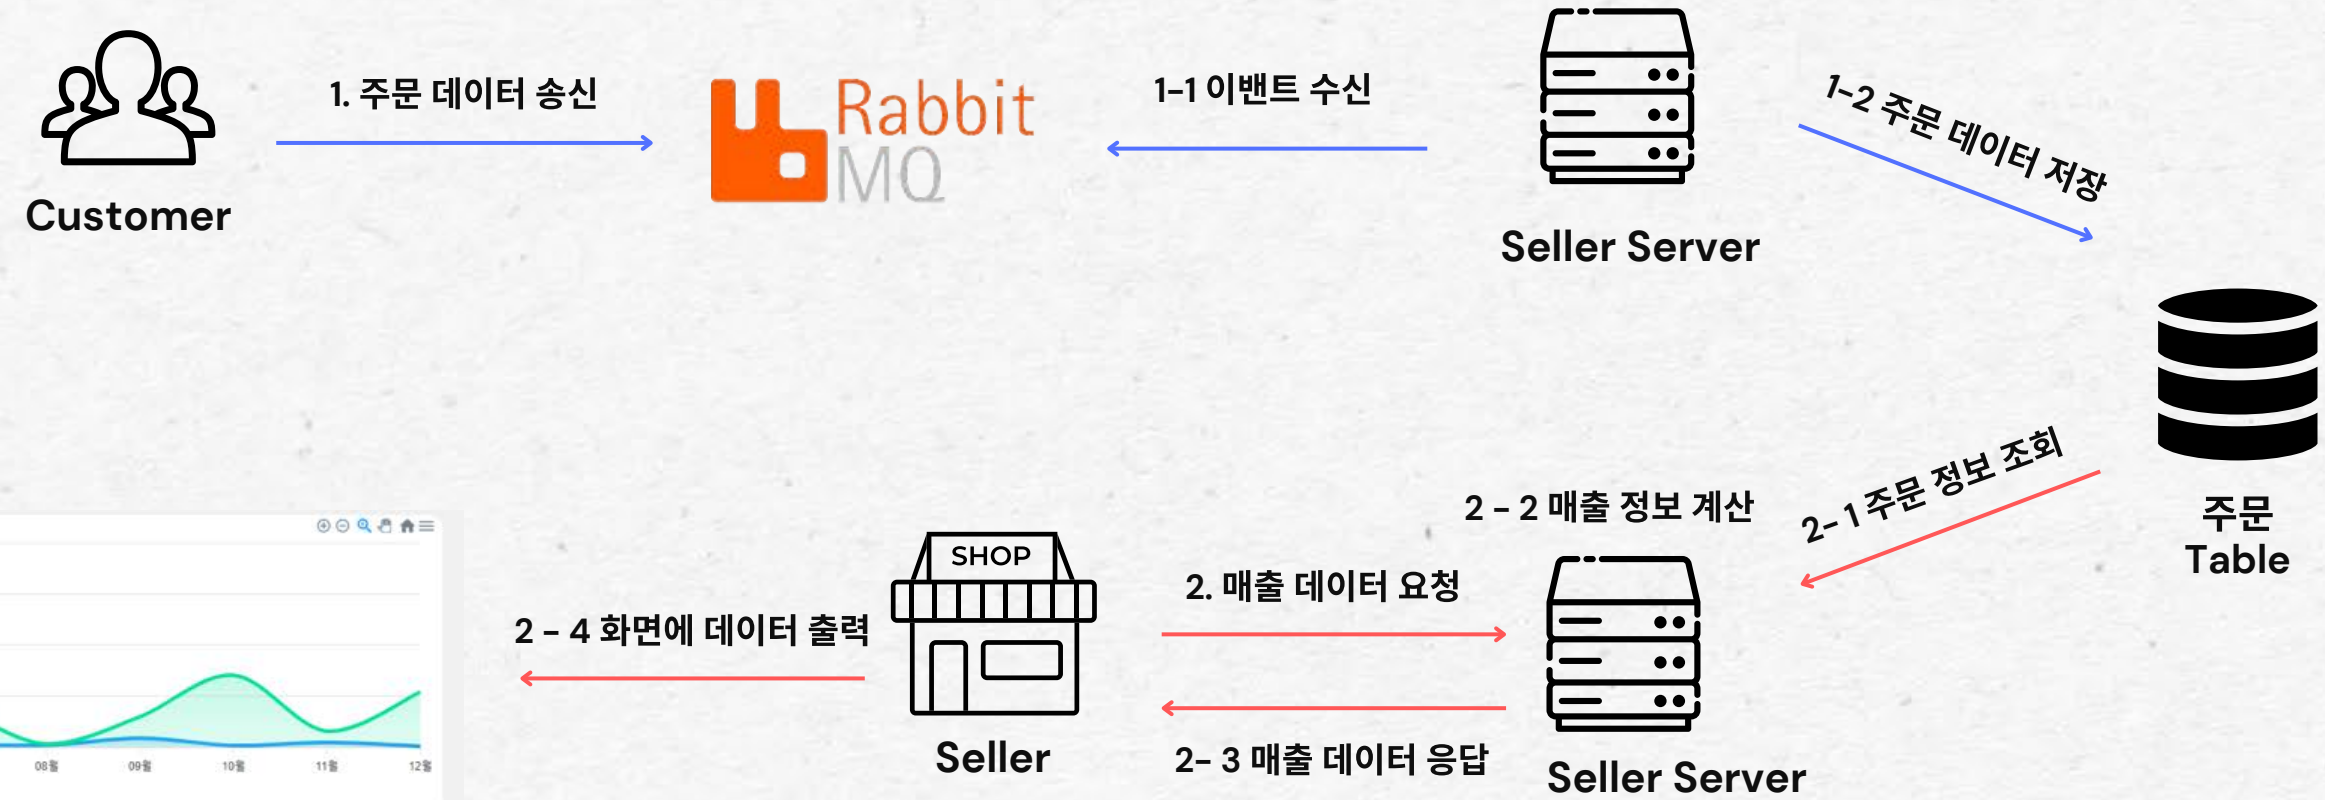 1. 주문 데이터 송신
Rabbit
MQ
1-1 이밴트 수신
1-2 주문 데이터 저장
Customer
Seller Server
2 - 2 매출 정보 계산
2- 1 주문 정보 조회
주문
Table
SHOP
2. 매출 데이터 요청
2 - 4 화면에 데이터 출력
2- 3 매출 데이터 응답
Seller
Seller Server
08월 09월 10월 11월 12월